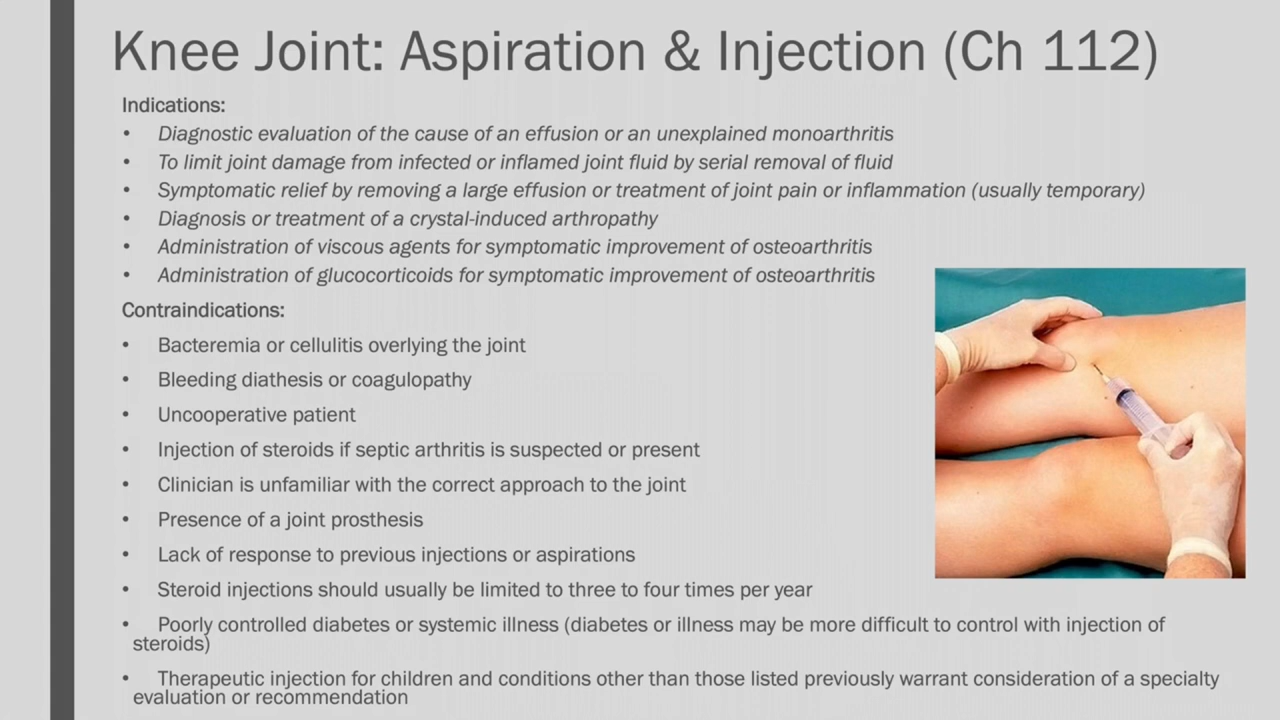 Knee Joint: Aspiration & Injection (Ch 112)
Indications:
• Diagnostic evaluation of the cause of an effusion or an unexplained monoarthritis
• To limit joint damage from infected or inflamed joint fluid by serial removal of fluid
• Symptomatic relief by removing a large effusion or treatment of joint pain or inflammation (usually temporary)
• Diagnosis or treatment of a crystal-induced arthropathy
• Administration of viscous agents for symptomatic improvement of osteoarthritis
• Administration of glucocorticoids for symptomatic improvement of osteoarthritis
Contraindications:
• Bacteremia or cellulitis overlying the joint
• Bleeding diathesis or coagulopathy
• Uncooperative patient
• Injection of steroids if septic arthritis is suspected or present
• Clinician is unfamiliar with the correct approach to the joint
• Presence of a joint prosthesis
• Lack of response to previous injections or aspirations
• Steroid injections should usually be limited to three to four times per year
• Poorly controlled diabetes or systemic illness (diabetes or illness may be more difficult to control with injection of
steroids)
• Therapeutic injection for children and conditions other than those listed previously warrant consideration of a specialty
evaluation or recommendation